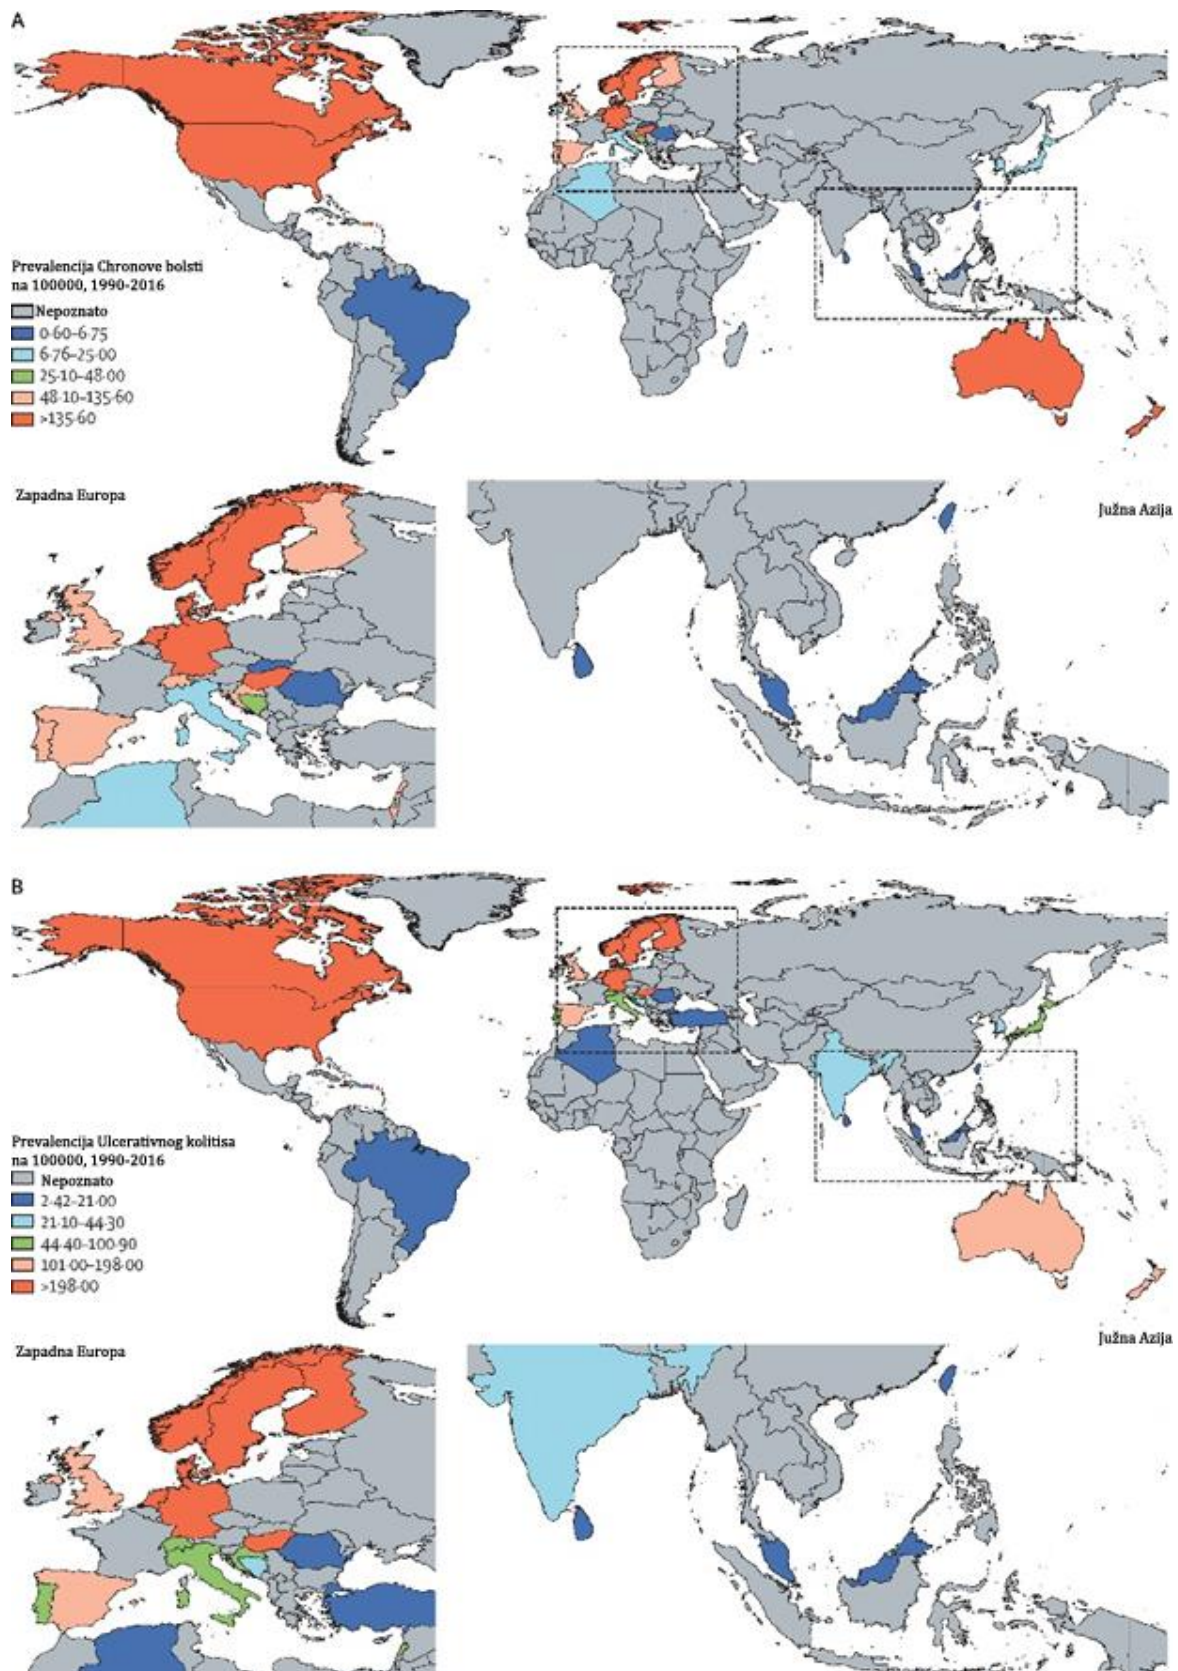 A
Prevalencija Chronove bolsti
na 100000, 1990-2016
Nepoznato
0·60–6·75
6·76–25·00
25·10–48·00
48·10–135·60
>135·60
Zapadna Europa
Južna Azija
B
Prevalencija Ulcerativnog kolitisa
na 100000, 1990-2016
Nepoznato
2·42–21·00
21·10–44·30
44·40–100·90
101·00–198·00
>198·00
Zapadna Europa
Južna Azija